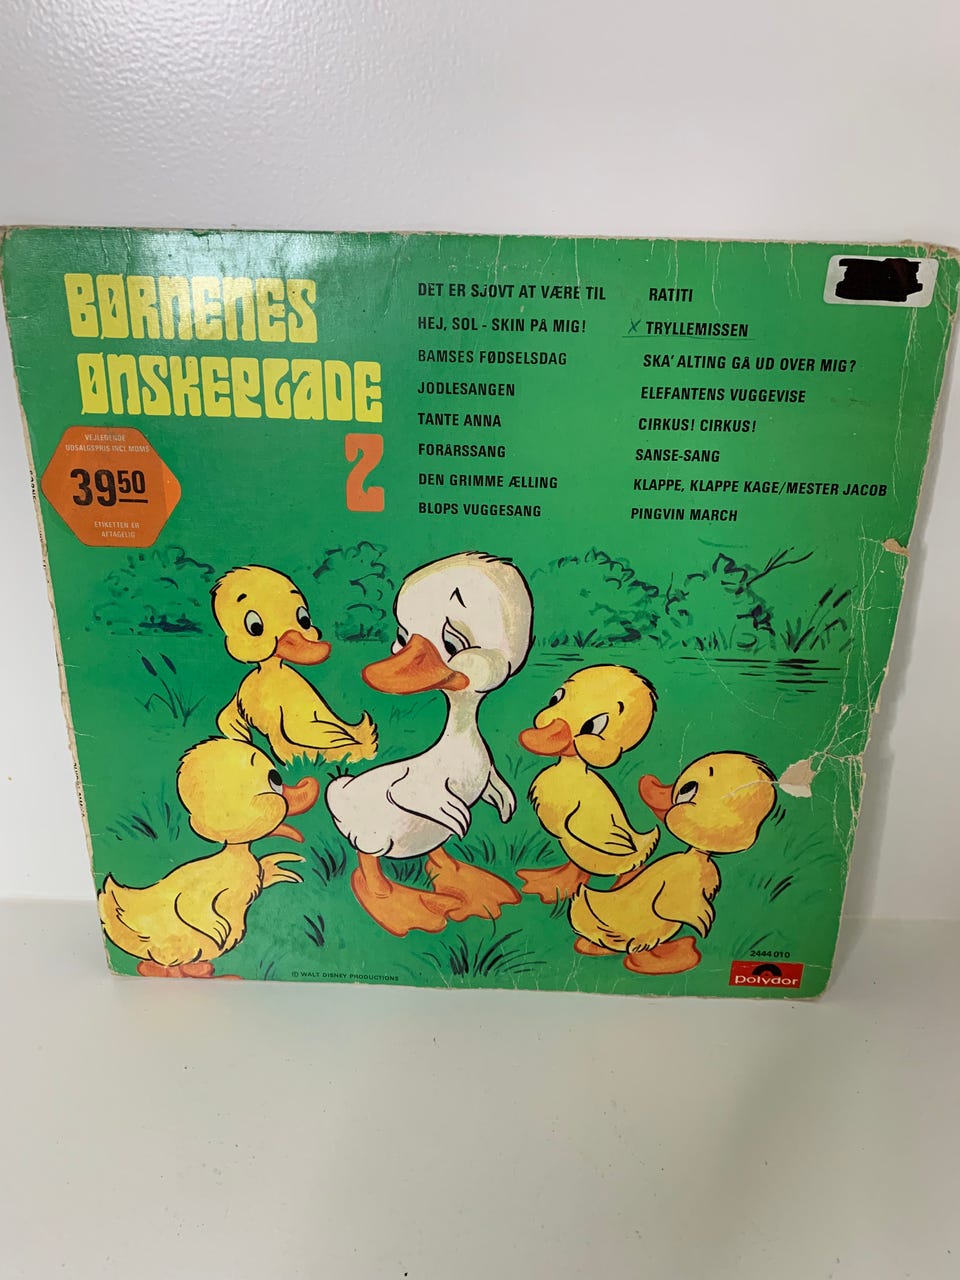 BØRNENES
ØNSKEPLADE
2
VEJLEDENDE
UDSALGSPRIS INCL MOMS
39 50
ETIKETTEN ER
AFTAGELIG
DET ER SJOVT AT VÆRE TIL
HEJ, SOL - SKIN PÅ MIG!
BAMSES FØDSELSDAG
JODLESANGEN
TANTE ANNA
FORÅRSSANG
DEN GRIMME ÆLLING
BLOPS VUGGESANG
RATITI
X TRYLLEMISSEN
SKA' ALTING GÅ UD OVER MIG?
ELEFANTENS VUGGEVISE
CIRKUS! CIRKUS!
SANSE-SANG
KLAPPE, KLAPPE KAGE/MESTER JACOB
PINGVIN MARCH
© WALT DISNEY PRODUCTIONS
2444 010
polydor